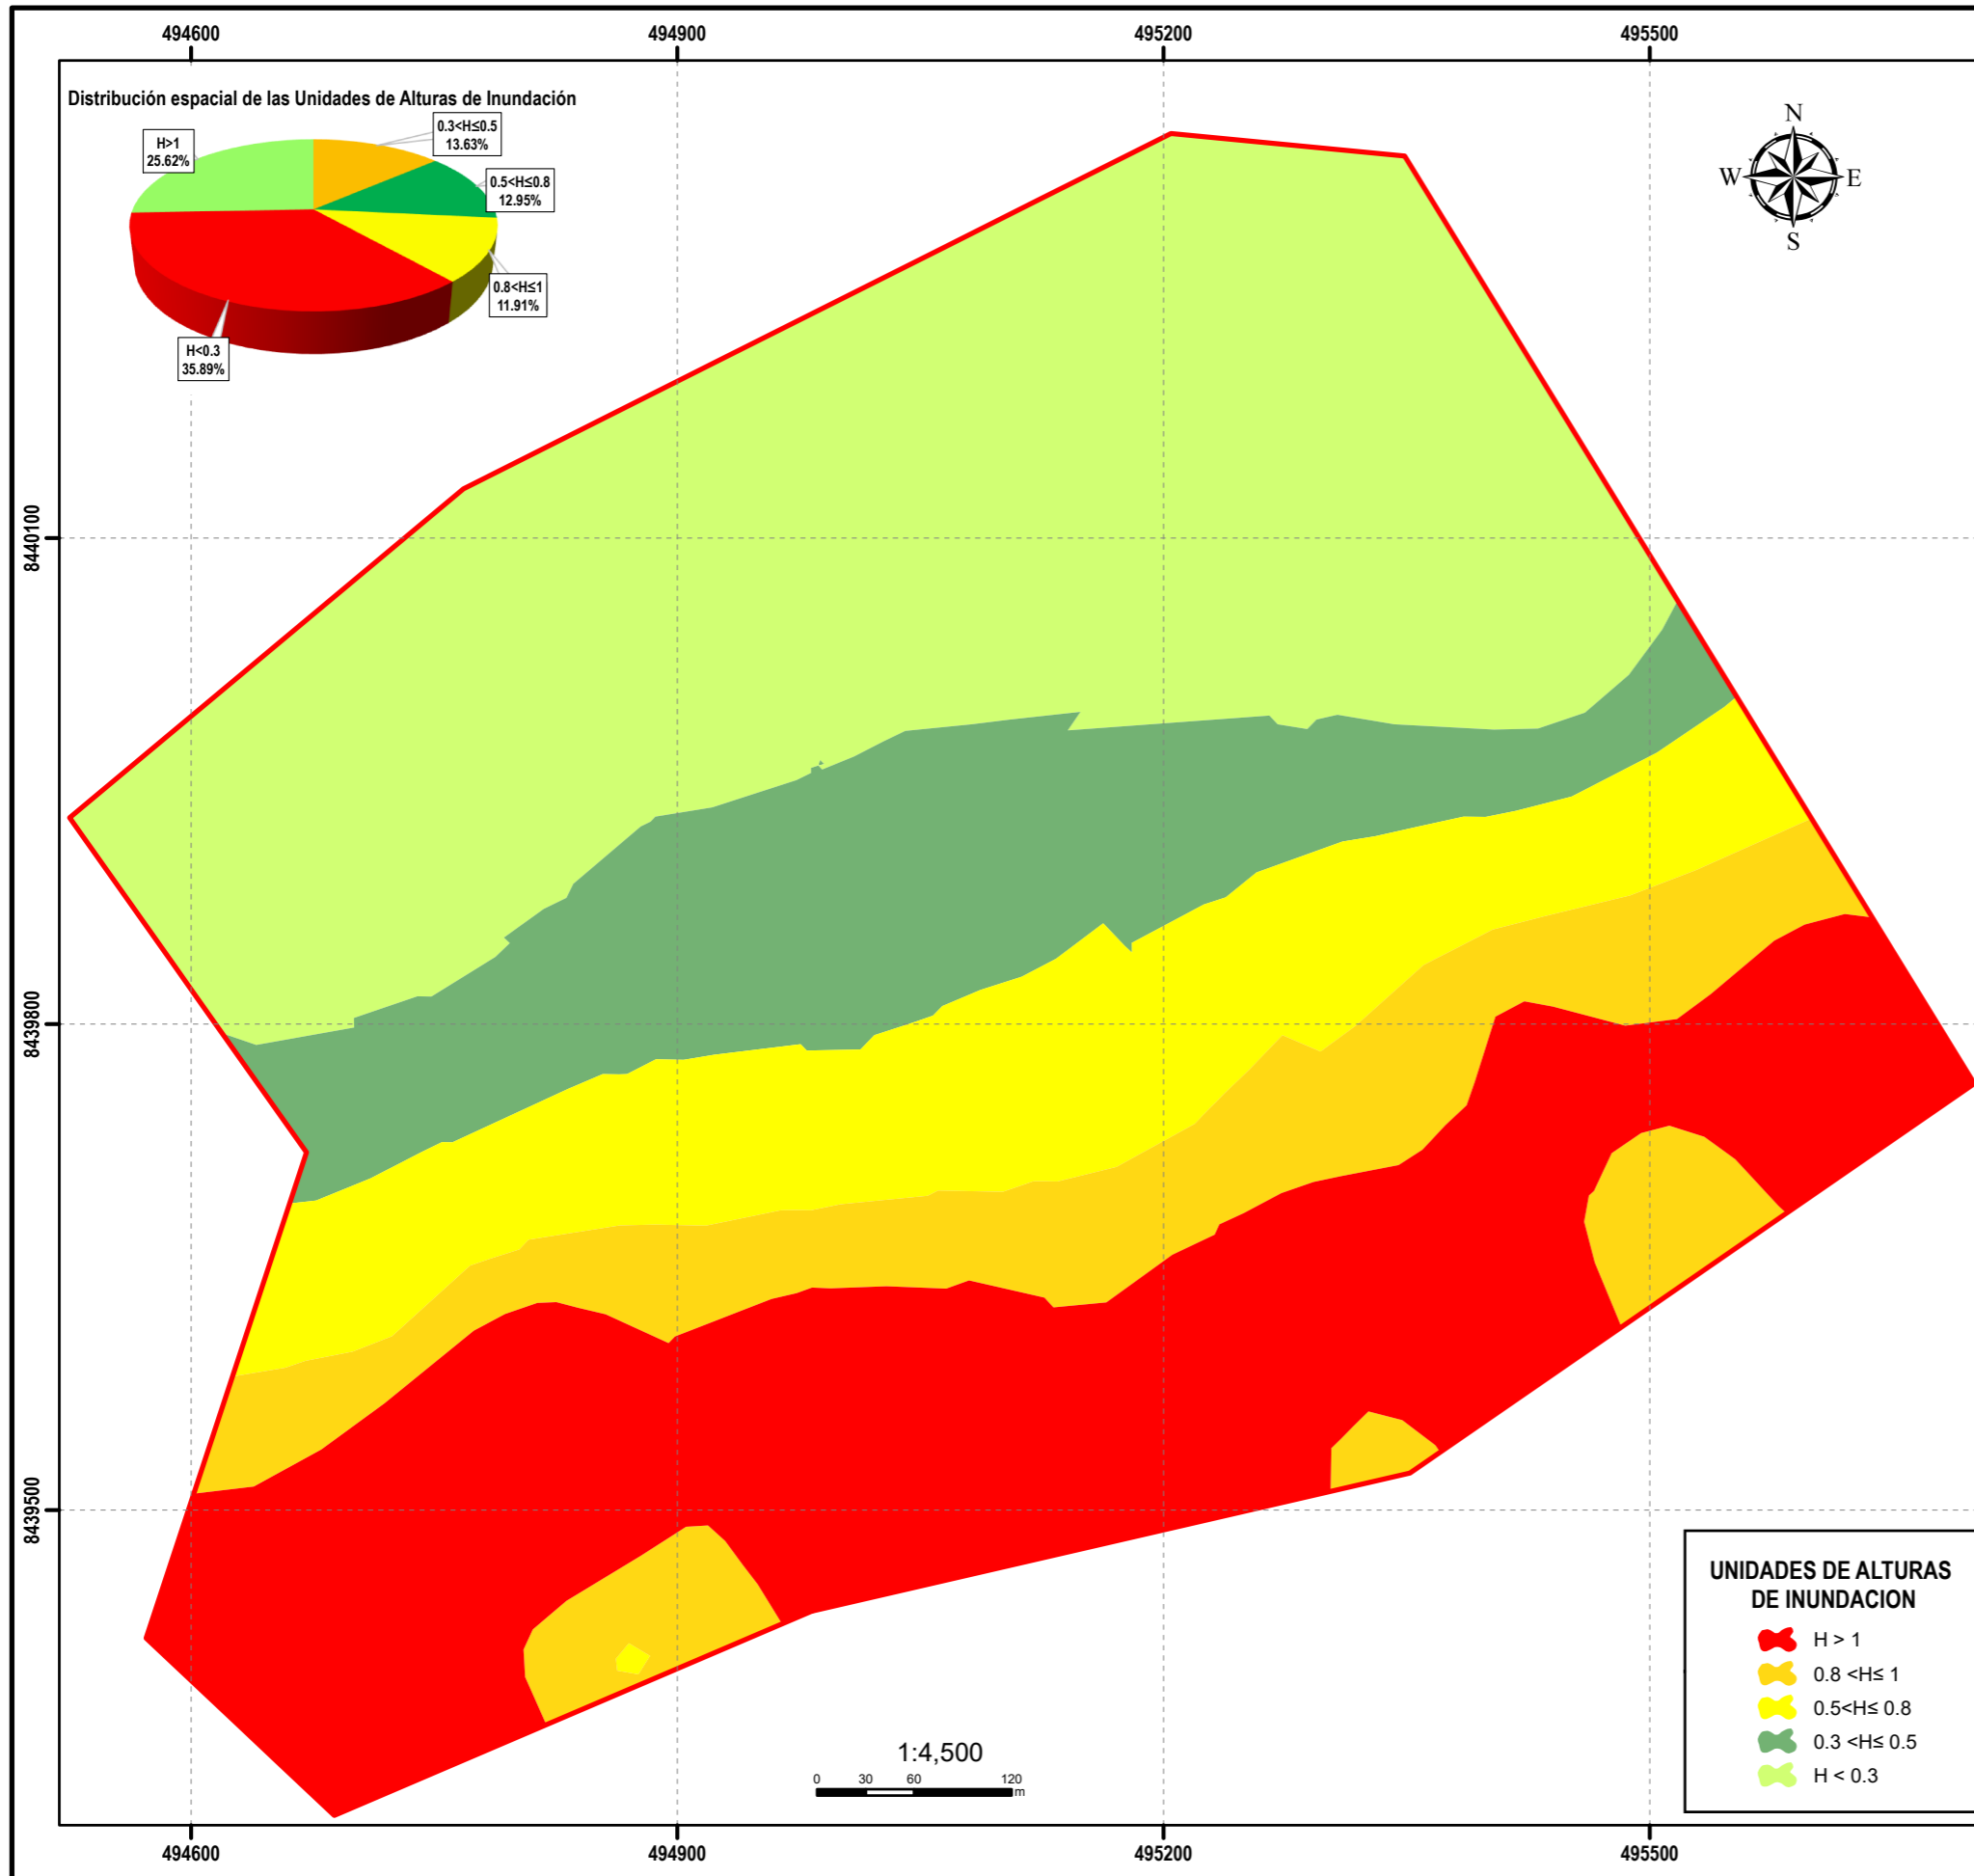 494600
494900
495200
495500
Distribución espacial de las Unidades de Alturas de Inundación
H>1
25.62%
0.3<H≤0.5
13.63%
0.5<H≤0.8
12.95%
0.8<H≤1
11.91%
H<0.3
35.89%
N
W
E
S
8440100
8439800
8439500
UNIDADES DE ALTURAS
DE INUNDACION
H > 1
0.8 <H≤ 1
0.5<H≤ 0.8
0.3 <H≤ 0.5
H < 0.3
1:4,500
0 30 60 120
m
494600
494900
495200
495500